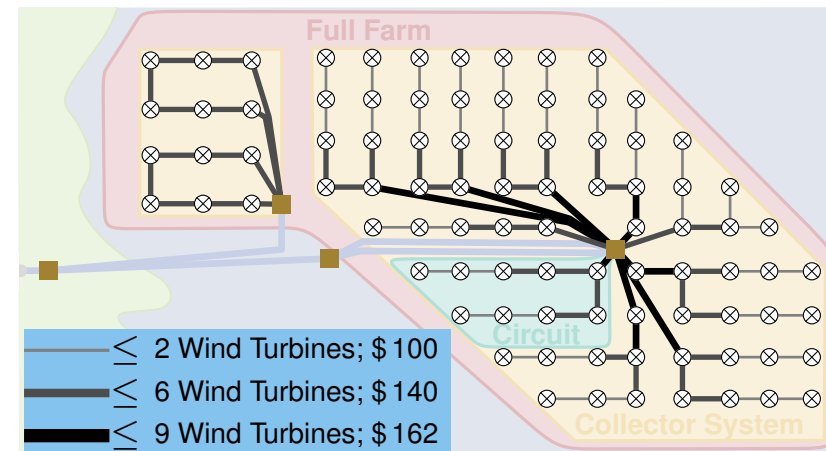 Full Farm
Circuit
≤ 2 Wind Turbines; $ 100
≤ 6 Wind Turbines; $ 140
≤ 9 Wind Turbines; $ 162
Collector System